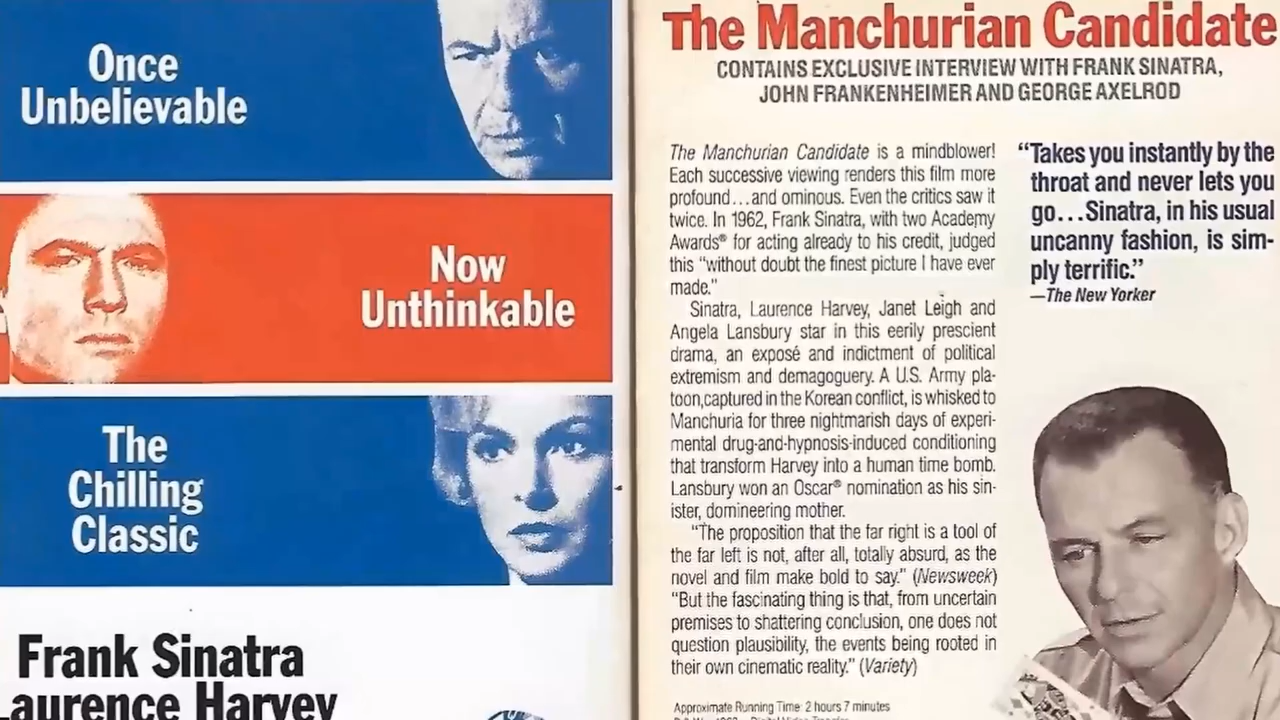 Once
Unbelievable
Now
Unthinkable
The
Chilling
Classic
Frank Sinatra
aurence Harvey
The Manchurian Candidate
CONTAINS EXCLUSIVE INTERVIEW WITH FRANK SINATRA,
JOHN FRANKENHEIMER AND GEORGE AXELROD
The Manchurian Candidate is a mindblower!
Each successive viewing renders this film more
profound...and ominous. Even the critics saw it
twice. In 1962, Frank Sinatra, with two Academy
Awards® for acting already to his credit, judged
this “without doubt the finest picture I have ever
made.”
Sinatra, Laurence Harvey, Janet Leigh and
Angela Lansbury star in this eerily prescient
drama, an exposé and indictment of political
extremism and demagoguery. A U.S. Army pla-
toon,captured in the Korean conflict, is whisked to
Manchuria for three nightmarish days of experi-
mental drug-and-hypnosis-induced conditioning
that transform Harvey into a human time bomb.
Lansbury won an Oscar® nomination as his sin-
ister, domineering mother.
“The proposition that the far right is a tool of
the far left is not, after all, totally absurd, as the
novel and film make bold to say.” (Newsweek)
“But the fascinating thing is that, from uncertain
premises to shattering conclusion, one does not
question plausibility, the events being rooted in
their own cinematic reality.” (Variety)
Approximate Running Time: 2 hours 7 minutes
“Takes you instantly by the
throat and never lets you
go...Sinatra, in his usual
uncanny fashion, is sim-
ply terrific.”
—The New Yorker